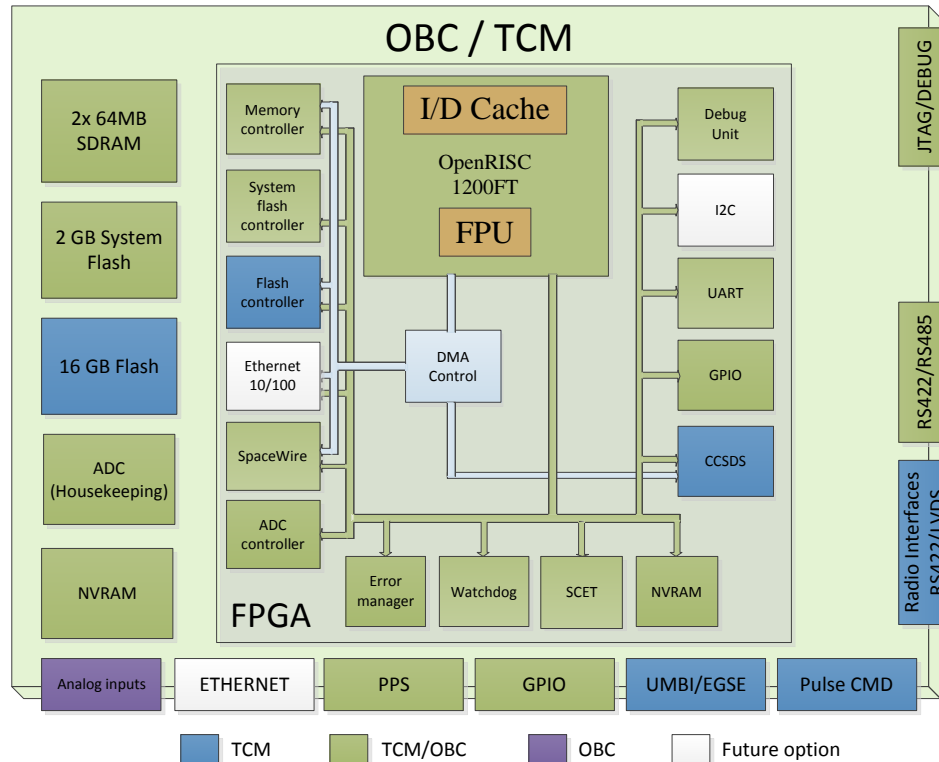 OBC / TCM
2x 64MB
SDRAM
2 GB System
Flash
16 GB Flash
ADC
(Housekeeping)
NVRAM
Memory
controller
System
flash
controller
Flash
controller
Ethernet
10/100
SpaceWire
ADC
controller
FPGA
I/D Cache
OpenRISC
1200FT
FPU
DMA
Control
Debug
Unit
I2C
UART
GPIO
CCSDS
Error
manager
Watchdog
SCET
NVRAM
JTAG/DEBUG
RS422/RS485
Radio Interfaces
RS422/LVDS
Analog inputs
ETHERNET
PPS
GPIO
UMBI/EGSE
Pulse CMD
TCM
TCM/OBC
OBC
Future option